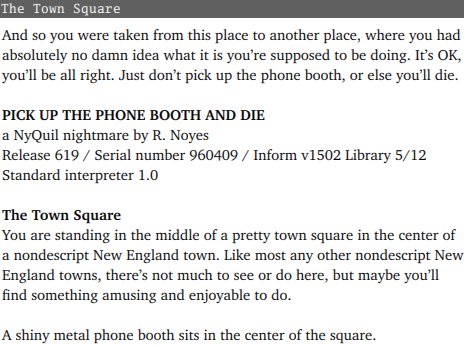 The Town Square
And so you were taken from this place to another place, where you had
absolutely no damn idea what it is you’re supposed to be doing. It’s OK,
you’ll be all right. Just don’t pick up the phone booth, or else you’ll die.
PICK UP THE PHONE BOOTH AND DIE
a NyQuil nightmare by R. Noyes
Release 619 / Serial number 960409 / Inform v1502 Library 5/12
Standard interpreter 1.0
The Town Square
You are standing in the middle of a pretty town square in the center of
a nondescript New England town. Like most any other nondescript New
England towns, there’s not much to see or do here, but maybe you’ll
find something amusing and enjoyable to do.
A shiny metal phone booth sits in the center of the square.